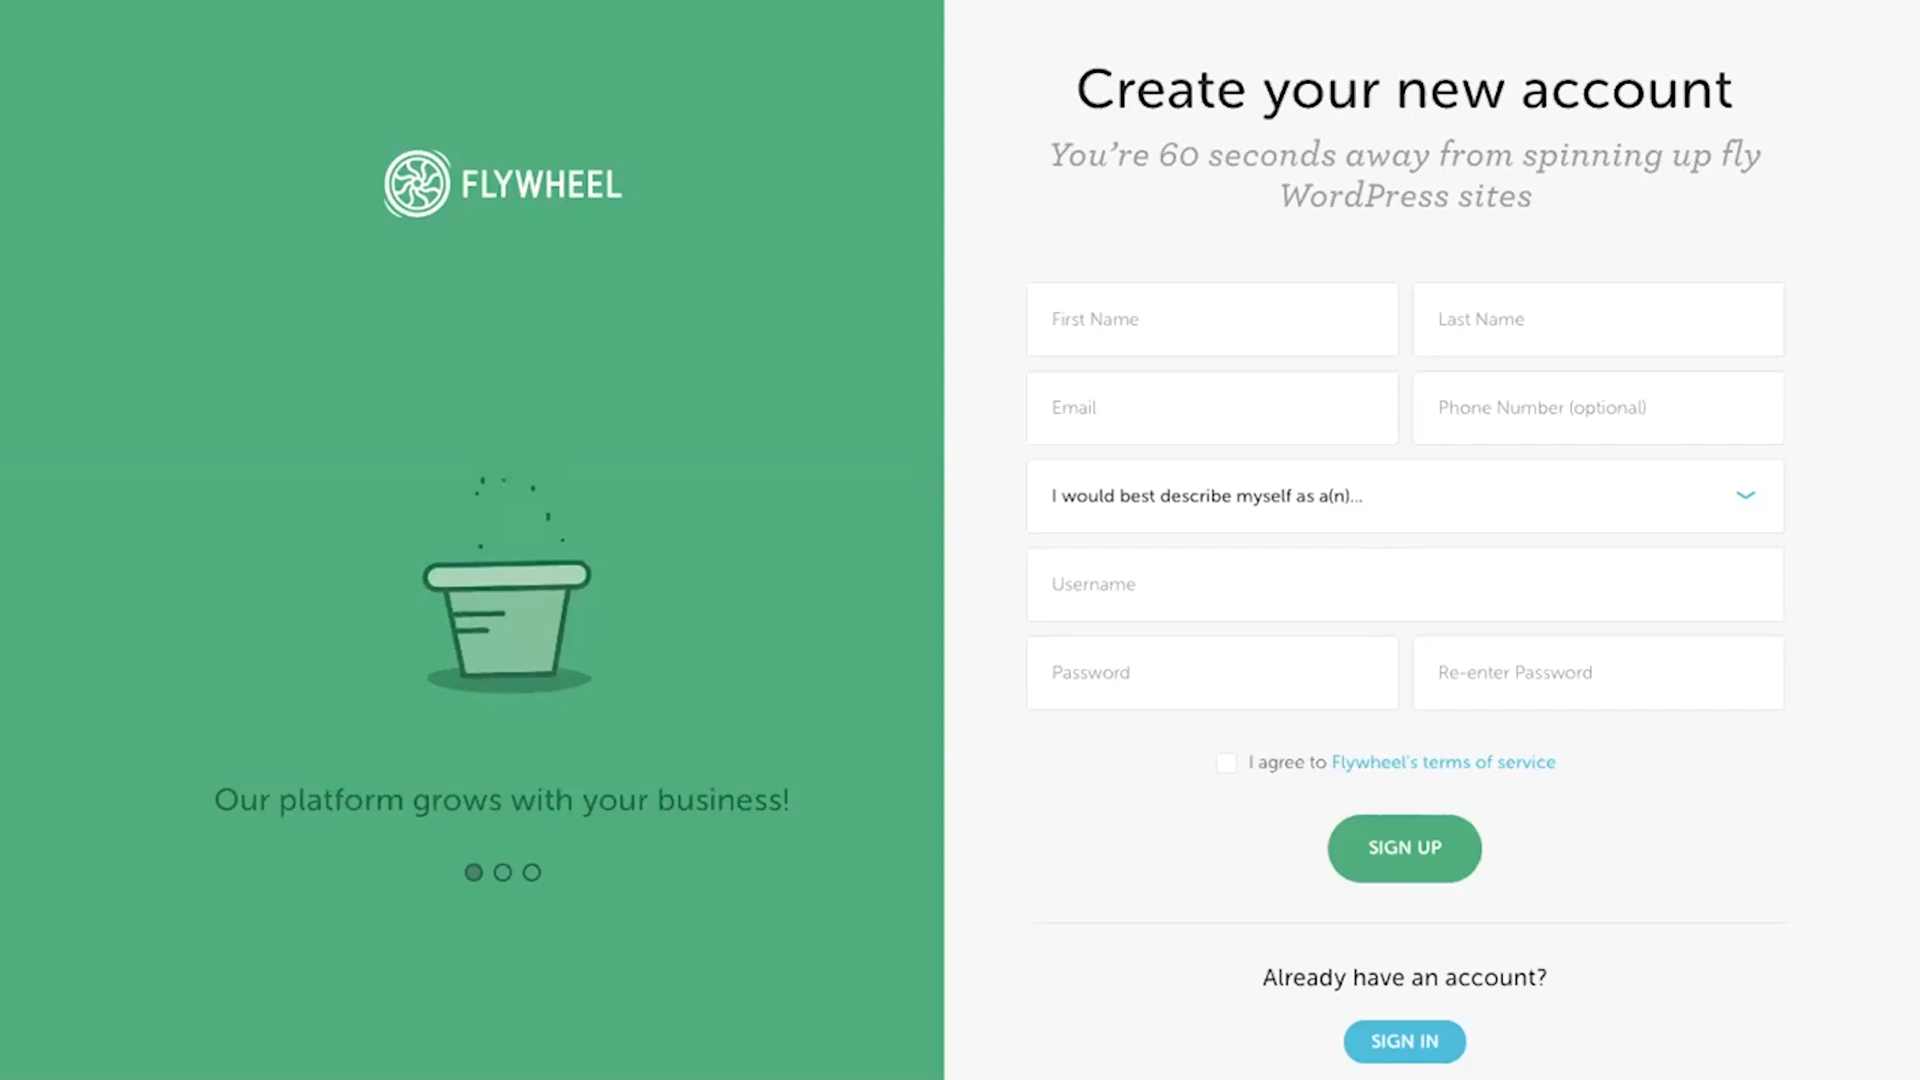 FLYWHEEL
Our platform grows with your business!
Create your new account
You're 60 seconds away from spinning up fly
WordPress sites
First Name
Last Name
Email
Phone Number (optional)
I would best describe myself as a(n)...
Username
Password
Re-enter Password
I agree to Flywheel's terms of service
SIGN UP
Already have an account?
SIGN IN